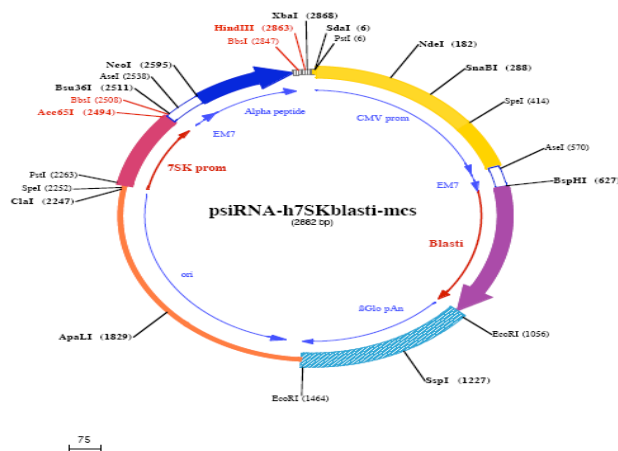 XbaI (2868)
HindIII (2863)
SdaI (6)
BbsI (2847)
PstI (6)
NdeI (182)
NeoI (2595)
AseI (2538)
SnaBI (288)
Bsu36I (2511)
BbsI (2508)
SpeI (414)
Acc65I (2494)
Alpha peptide
CMV prom
EM7
AseI (570)
7SK prom
PstI (2263)
EM7
BspHI (627)
SpeI (2252)
ClaI (2247)
psiRNA-h7SKblasti-mcs
(2882 bp)
Blasti
ori
ßGlo pAn
ApaLI (1829)
EcoRI (1056)
SspI (1227)
EcoRI (1464)
75